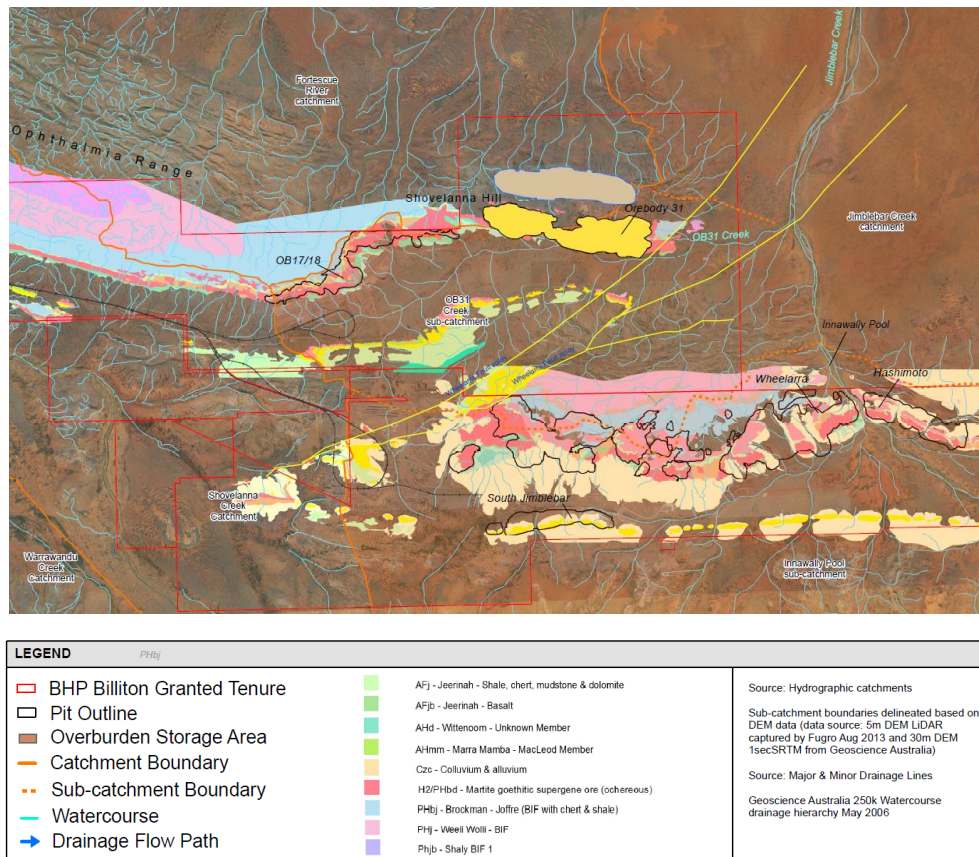 Fortescue
River
catchment
Jimblebar Creek
Ophthalmia Range
Shovelanna Hill
Orebody 31
Jimblebar Creek
catchment
OB31 Creek
OB17/18
OB31
Creek
sub-catchment
Innawally Pool
Wheelarra
Hashimoto
South Jimblebar
Shovelanna
Creek
Catchment
Warrawandu
Creek
Catchment
Innawally Pool
sub-catchment
LEGEND
PHbj
BHP Billiton Granted Tenure
Pit Outline
Overburden Storage Area
Catchment Boundary
Sub-catchment Boundary
Watercourse
Drainage Flow Path
AFj - Jeerinah - Shale, chert, mudstone & dolomite
AFjb - Jeerinah - Basalt
AHd - Wittenoom - Unknown Member
AHmm - Marra Mamba - MacLeod Member
Czc - Colluvium & alluvium
H2/PHbd - Martite goethitic supergene ore (ochereous)
PHbj - Brockman - Joffre (BIF with chert & shale)
PHj - Weeli Wolli - BIF
Phjb - Shaly BIF 1
Source: Hydrographic catchments
Sub-catchment boundaries delineated based on
DEM data (data source: 5m DEM LiDAR
captured by Fugro Aug 2013 and 30m DEM
1secSRTM from Geoscience Australia)
Source: Major & Minor Drainage Lines
Geoscience Australia 250k Watercourse
drainage hierarchy May 2006